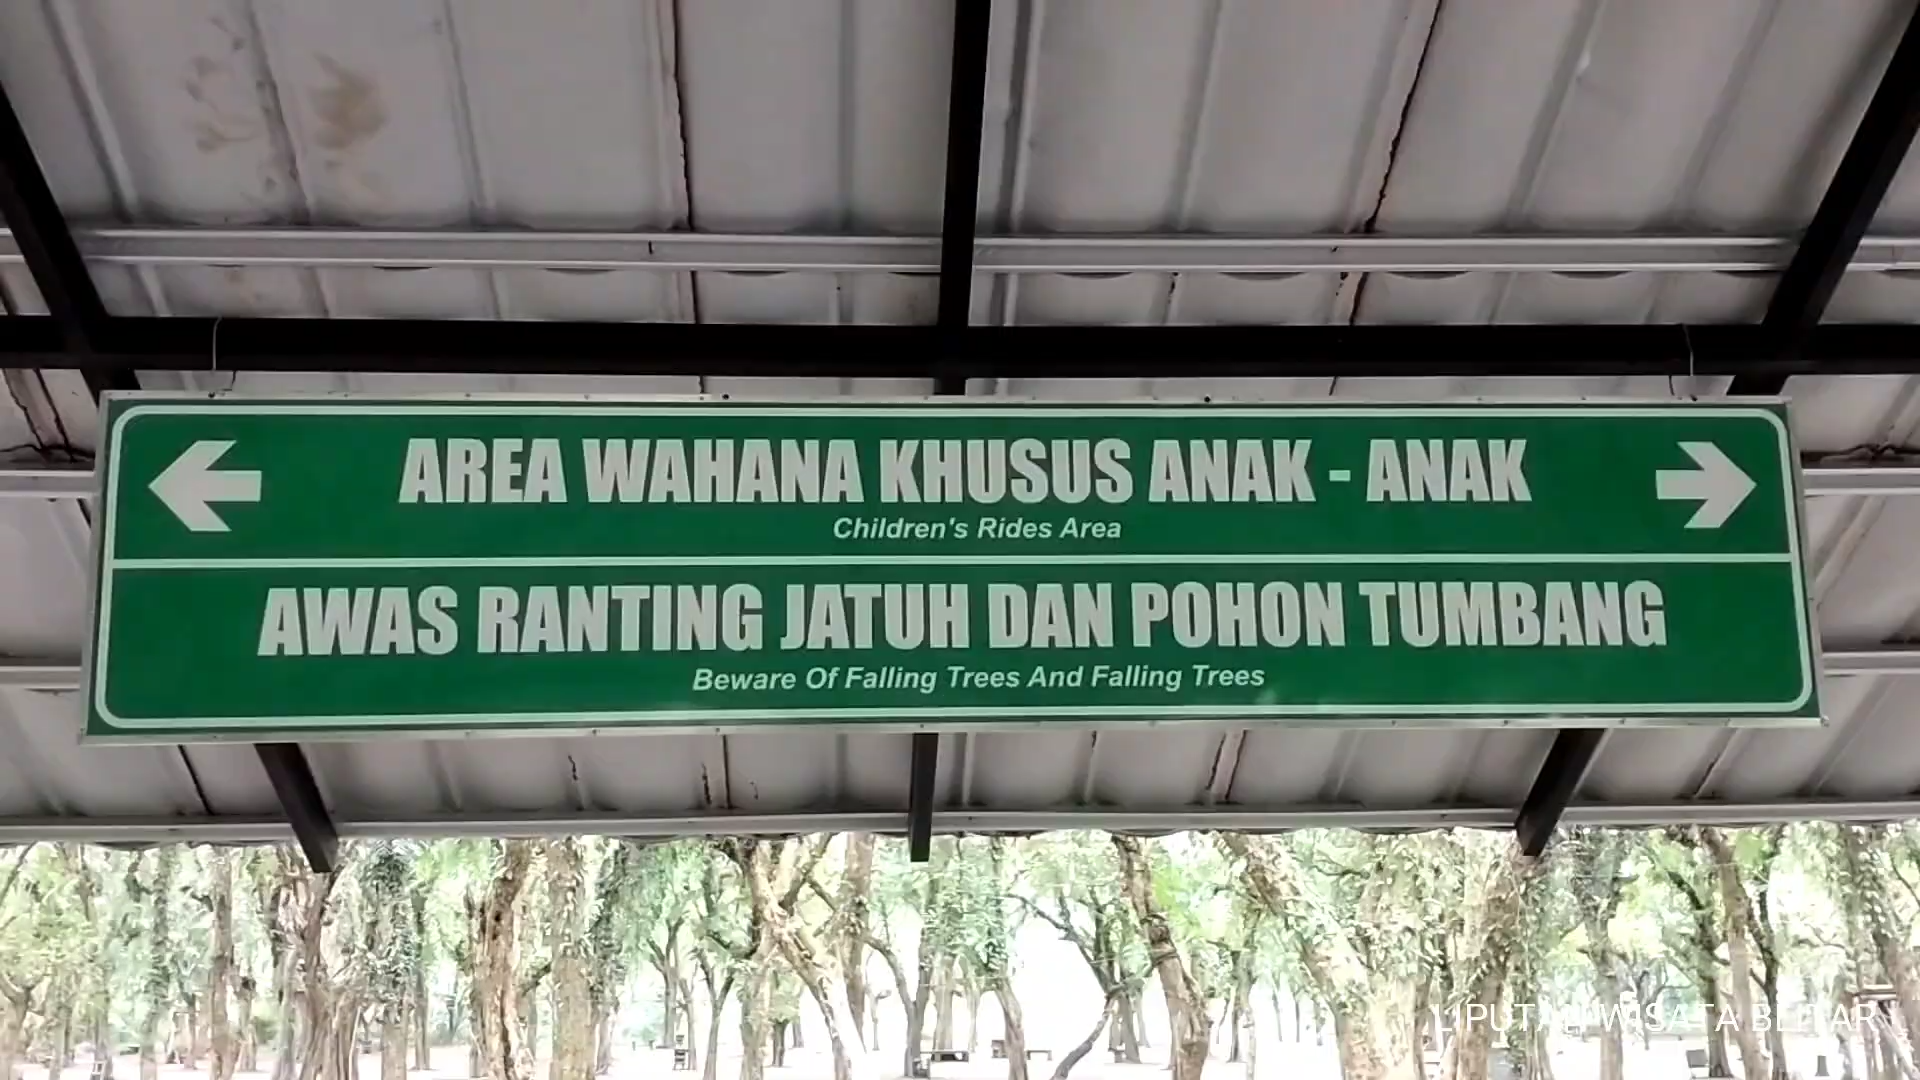 AREA WAHANA KHUSUS ANAK - ANAK
Children's Rides Area
AWAS RANTING JATUH DAN POHON TUMBANG
Beware Of Falling Trees And Falling Trees
LIPUTAN WISATA BLITAR